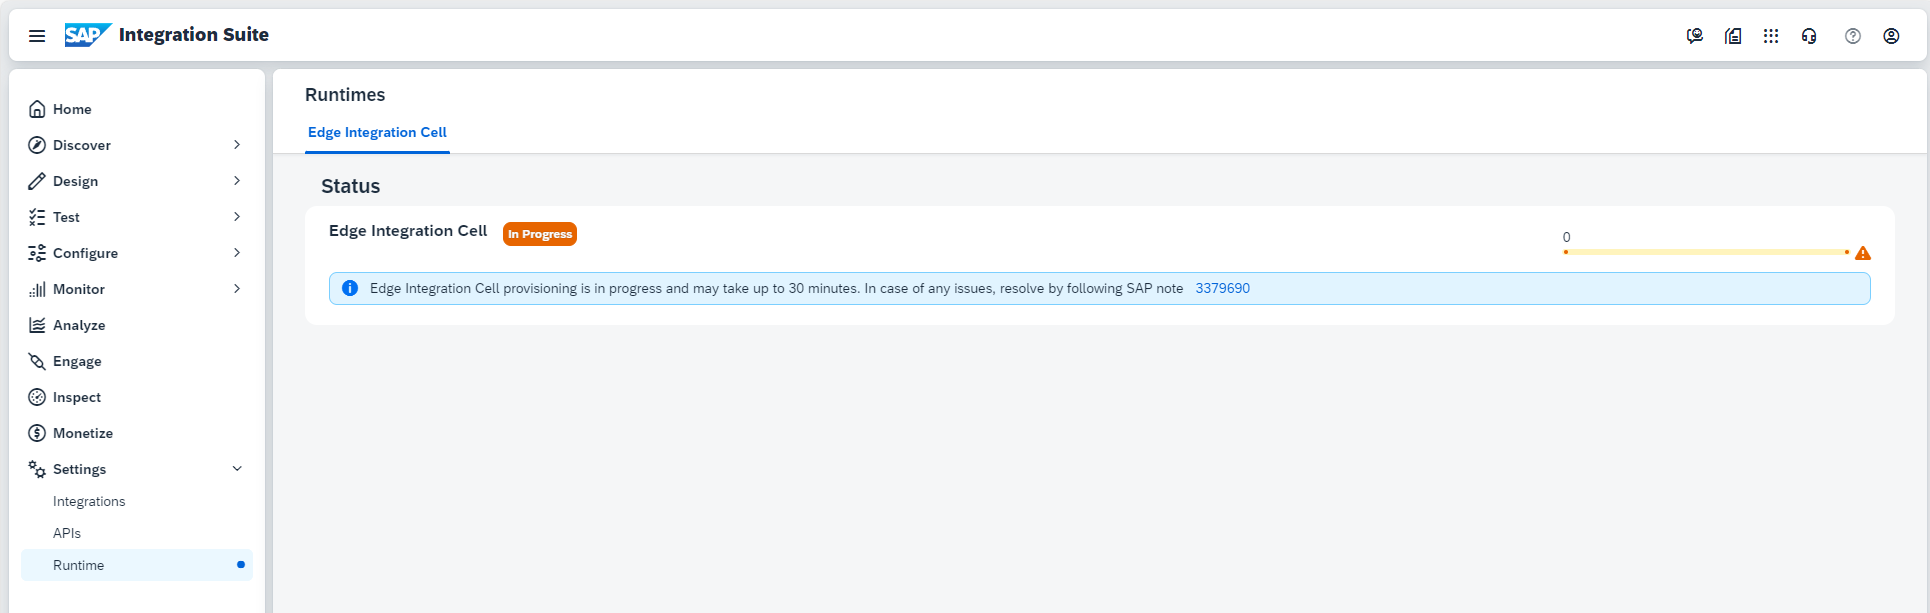 SAP Integration Suite
Home
Discover
Design
Test
Configure
Monitor
Analyze
Engage
Inspect
Monetize
Settings
Integrations
APIs
Runtime
Runtimes
Edge Integration Cell
Status
Edge Integration Cell In Progress
0
Edge Integration Cell provisioning is in progress and may take up to 30 minutes. In case of any issues, resolve by following SAP note 3379690